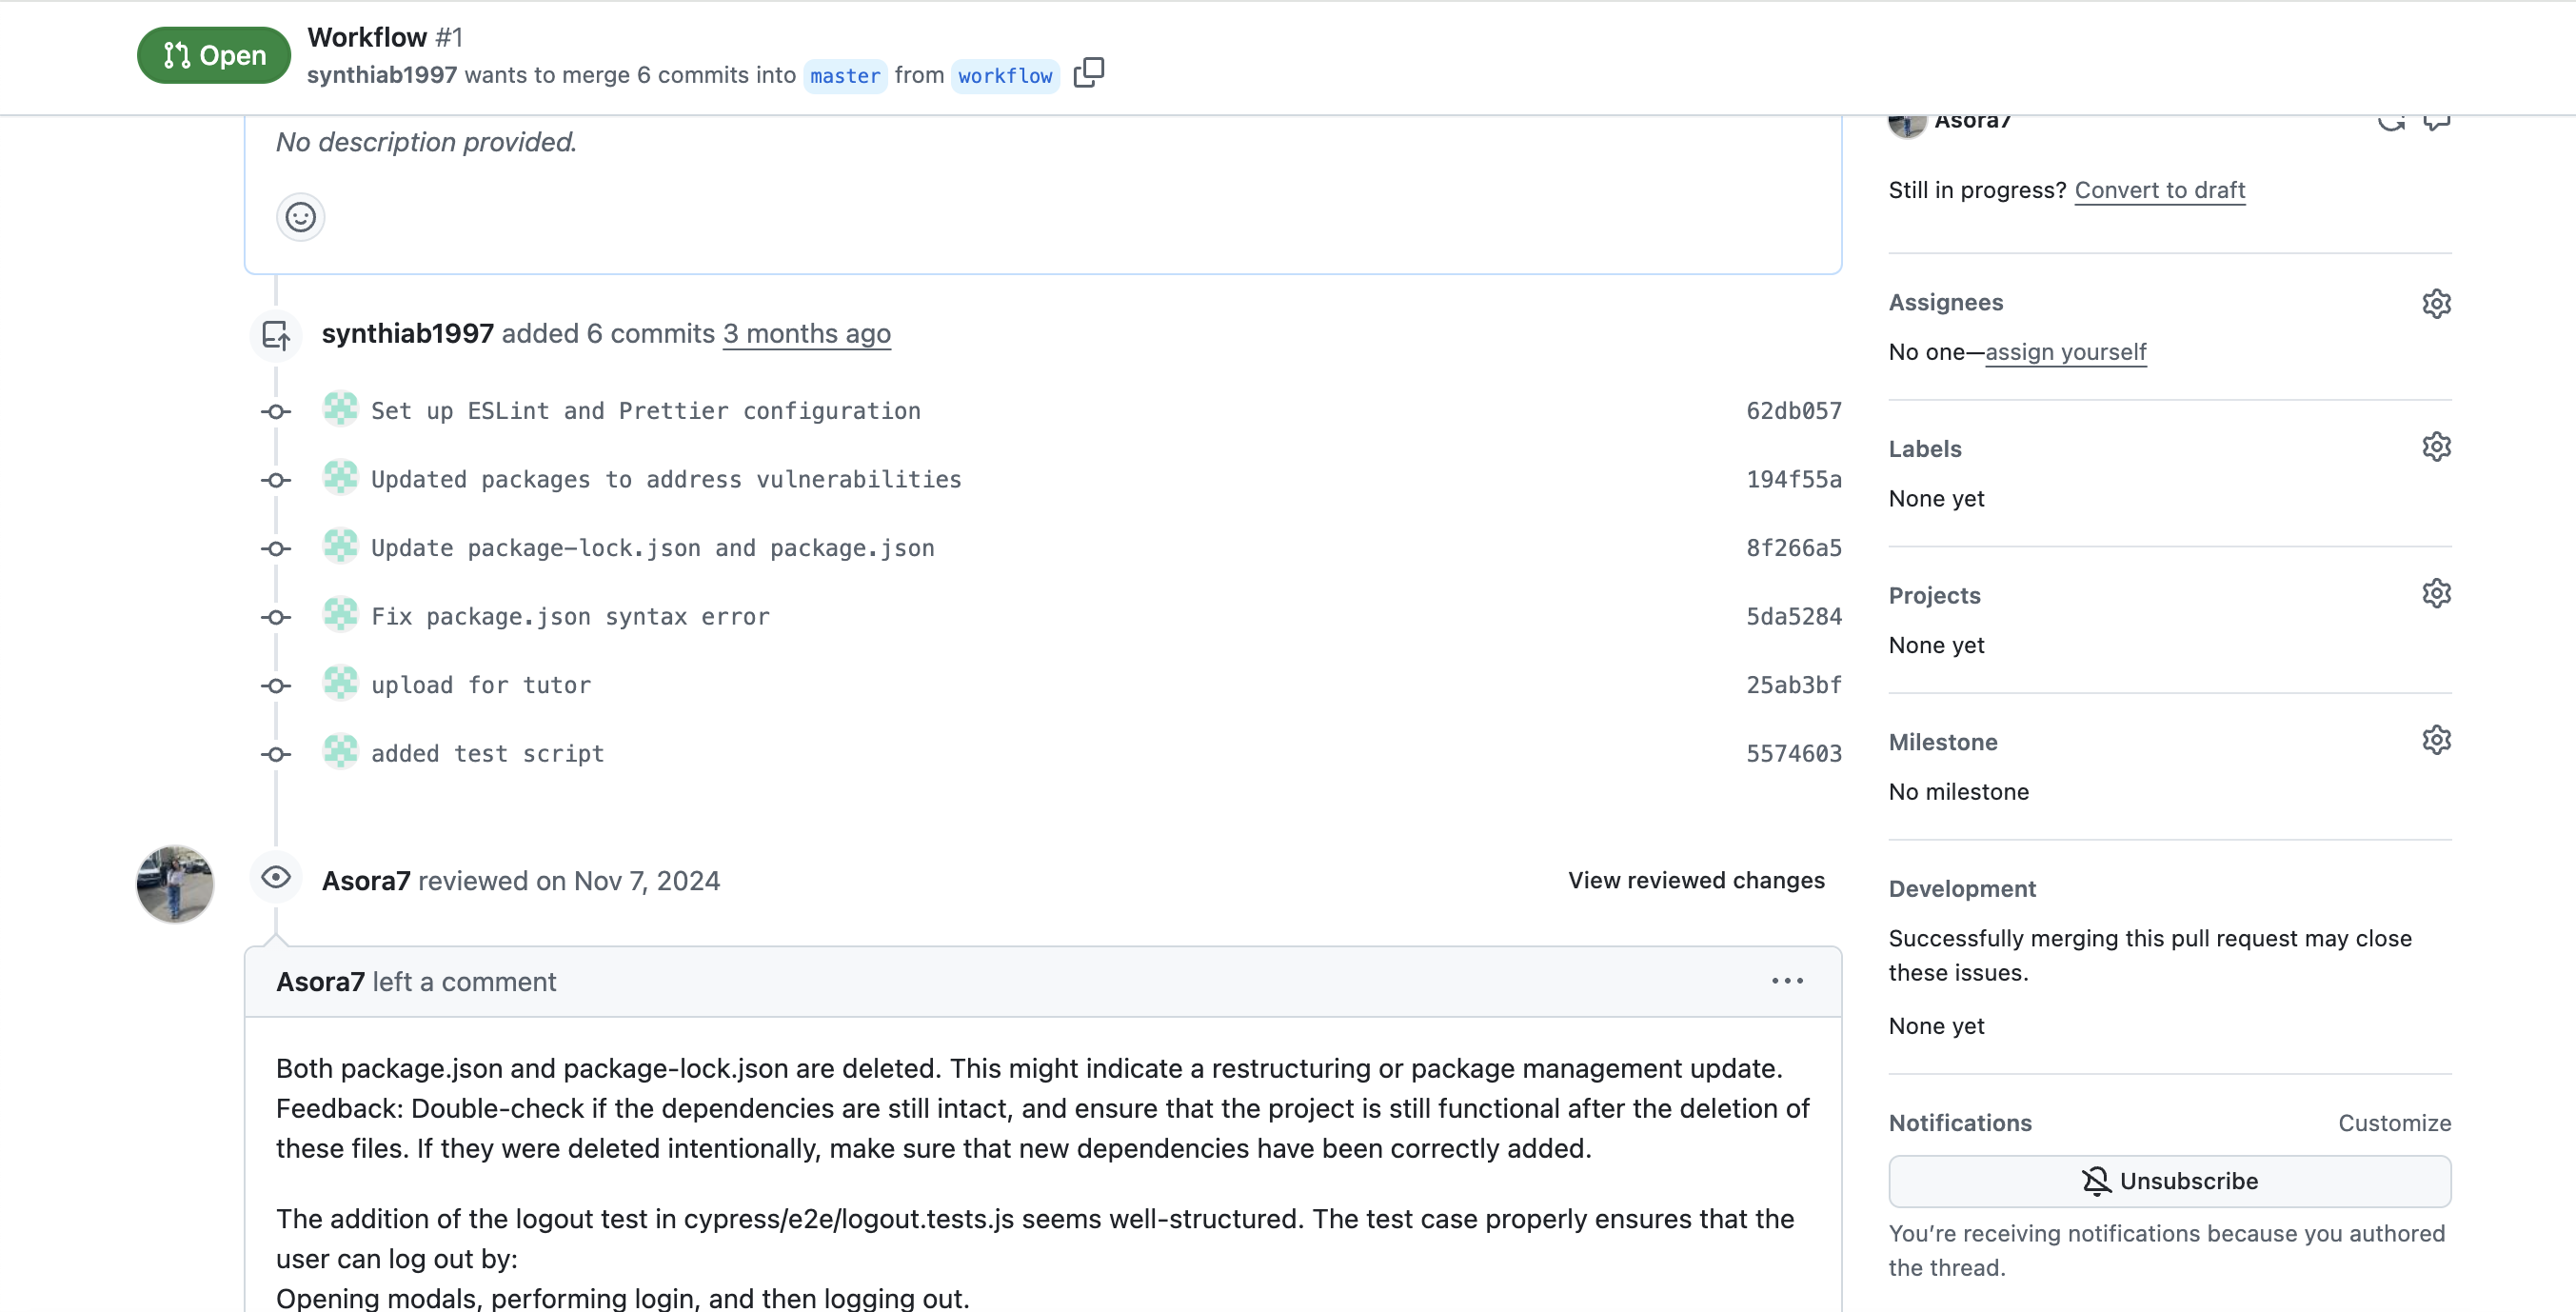 Open
Workflow #1
synthiab1997 wants to merge 6 commits into master from workflow
No description provided.
synthiab1997 added 6 commits 3 months ago
Set up ESLint and Prettier configuration 62db057
Updated packages to address vulnerabilities 194f55a
Update package-lock.json and package.json 8f266a5
Fix package.json syntax error 5da5284
upload for tutor 25ab3bf
added test script 5574603
Asora7 reviewed on Nov 7, 2024 View reviewed changes
Asora7 left a comment
Both package.json and package-lock.json are deleted. This might indicate a restructuring or package management update.
Feedback: Double-check if the dependencies are still intact, and ensure that the project is still functional after the deletion of
these files. If they were deleted intentionally, make sure that new dependencies have been correctly added.
The addition of the logout test in cypress/e2e/logout.tests.js seems well-structured. The test case properly ensures that the
user can log out by:
Opening modals, performing login, and then logging out.
Asora7
Still in progress? Convert to draft
Assignees
No one—assign yourself
Labels
None yet
Projects
None yet
Milestone
No milestone
Development
Successfully merging this pull request may close
these issues.
None yet
Notifications Customize
Unsubscribe
You’re receiving notifications because you authored
the thread.